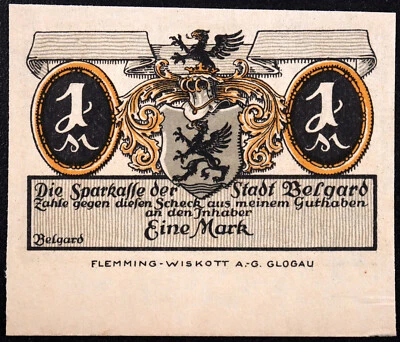 1 M 1 M
Die Sparkasse der Stadt Belgard
Zahle gegen diesen Scheck aus meinem Guthaben
an den Inhaber
Eine Mark
Belgard
FLEMMING-WISKOTT A.-G. GLOGAU